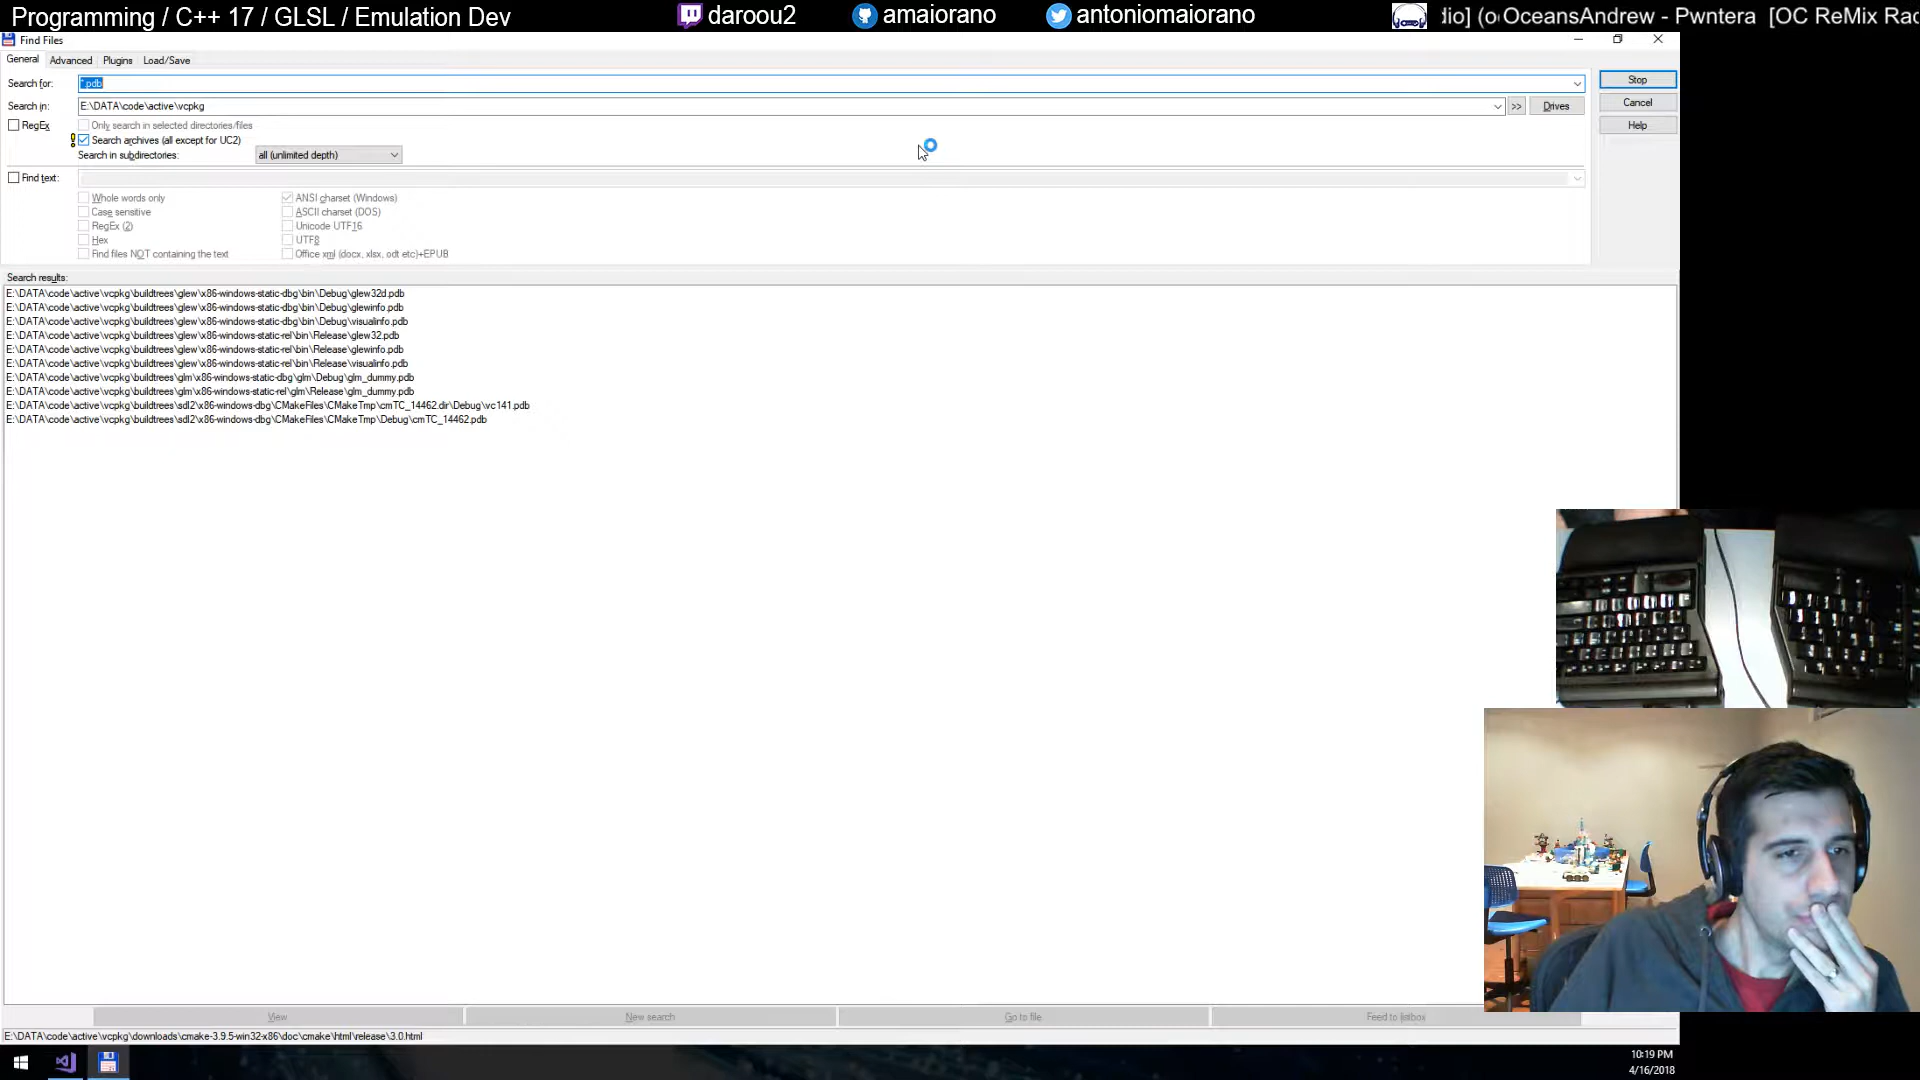 Programming / C++ 17 / GLSL / Emulation Dev
daroou2
amaiorano
antoniomaiorano
dio] (o
OceansAndrew - Pwntera [OC ReMix Rac
Find Files
General
Advanced
Plugins
Load/Save
Search for:
*.pdb
Stop
Search in:
E:\DATA\code\active\vcpkg
>>
Drives
Cancel
RegEx
Only search in selected directories/files
Help
Search archives (all except for UC2)
Search in subdirectories:
all (unlimited depth)
Find text:
Whole words only
ANSI charset (Windows)
Case sensitive
ASCII charset (DOS)
RegEx (2)
Unicode UTF16
Hex
UTF8
Find files NOT containing the text
Office xml (docx, xlsx, odt etc)+EPUB
Search results:
E:\DATA\code\active\vcpkg\buildtrees\glew\x86-windows-static-dbg\bin\Debug\glew32d.pdb
E:\DATA\code\active\vcpkg\buildtrees\glew\x86-windows-static-dbg\bin\Debug\glewinfo.pdb
E:\DATA\code\active\vcpkg\buildtrees\glew\x86-windows-static-dbg\bin\Debug\visualinfo.pdb
E:\DATA\code\active\vcpkg\buildtrees\glew\x86-windows-static-rel\bin\Release\glew32.pdb
E:\DATA\code\active\vcpkg\buildtrees\glew\x86-windows-static-rel\bin\Release\glewinfo.pdb
E:\DATA\code\active\vcpkg\buildtrees\glew\x86-windows-static-rel\bin\Release\visualinfo.pdb
E:\DATA\code\active\vcpkg\buildtrees\glm\x86-windows-static-dbg\glm\Debug\glm_dummy.pdb
E:\DATA\code\active\vcpkg\buildtrees\glm\x86-windows-static-rel\glm\Release\glm_dummy.pdb
E:\DATA\code\active\vcpkg\buildtrees\sdl2\x86-windows-dbg\CMakeFiles\CMakeTmp\cmTC_14462.dir\Debug\vc141.pdb
E:\DATA\code\active\vcpkg\buildtrees\sdl2\x86-windows-dbg\CMakeFiles\CMakeTmp\Debug\cmTC_14462.pdb
View
New search
Go to file
Feed to listbox
E:\DATA\code\active\vcpkg\downloads\cmake-3.9.5-win32-x86\doc\cmake\html\release\3.0.html
10:19 PM
4/16/2018